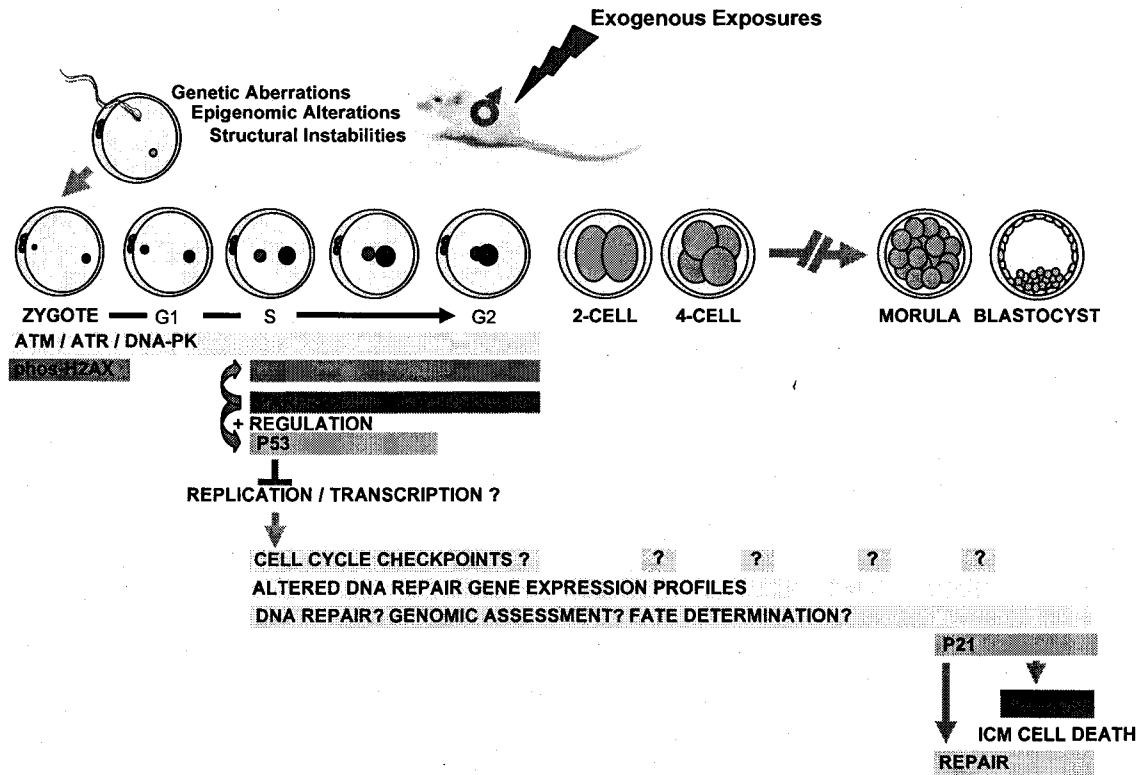 Exogenous Exposures
Genetic Aberrations
Epigenomic Alterations
Structural Instabilities
ZYGOTE G1 S G2 2-CELL 4-CELL MORULA BLASTOCYST
ATM / ATR / DNA-PK
phos-H2AX
+ REGULATION
P53
REPLICATION / TRANSCRIPTION ?
CELL CYCLE CHECKPOINTS ? ? ? ? ?
ALTERED DNA REPAIR GENE EXPRESSION PROFILES
DNA REPAIR? GENOMIC ASSESSMENT? FATE DETERMINATION?
P21
ICM CELL DEATH
REPAIR